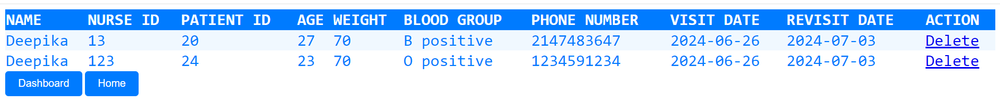 NAME NURSE ID PATIENT ID AGE WEIGHT BLOOD GROUP PHONE NUMBER VISIT DATE REVISIT DATE ACTION
Deepika 13 20 27 70 B positive 2147483647 2024-06-26 2024-07-03 Delete
Deepika 123 24 23 70 O positive 1234591234 2024-06-26 2024-07-03 Delete
Dashboard Home